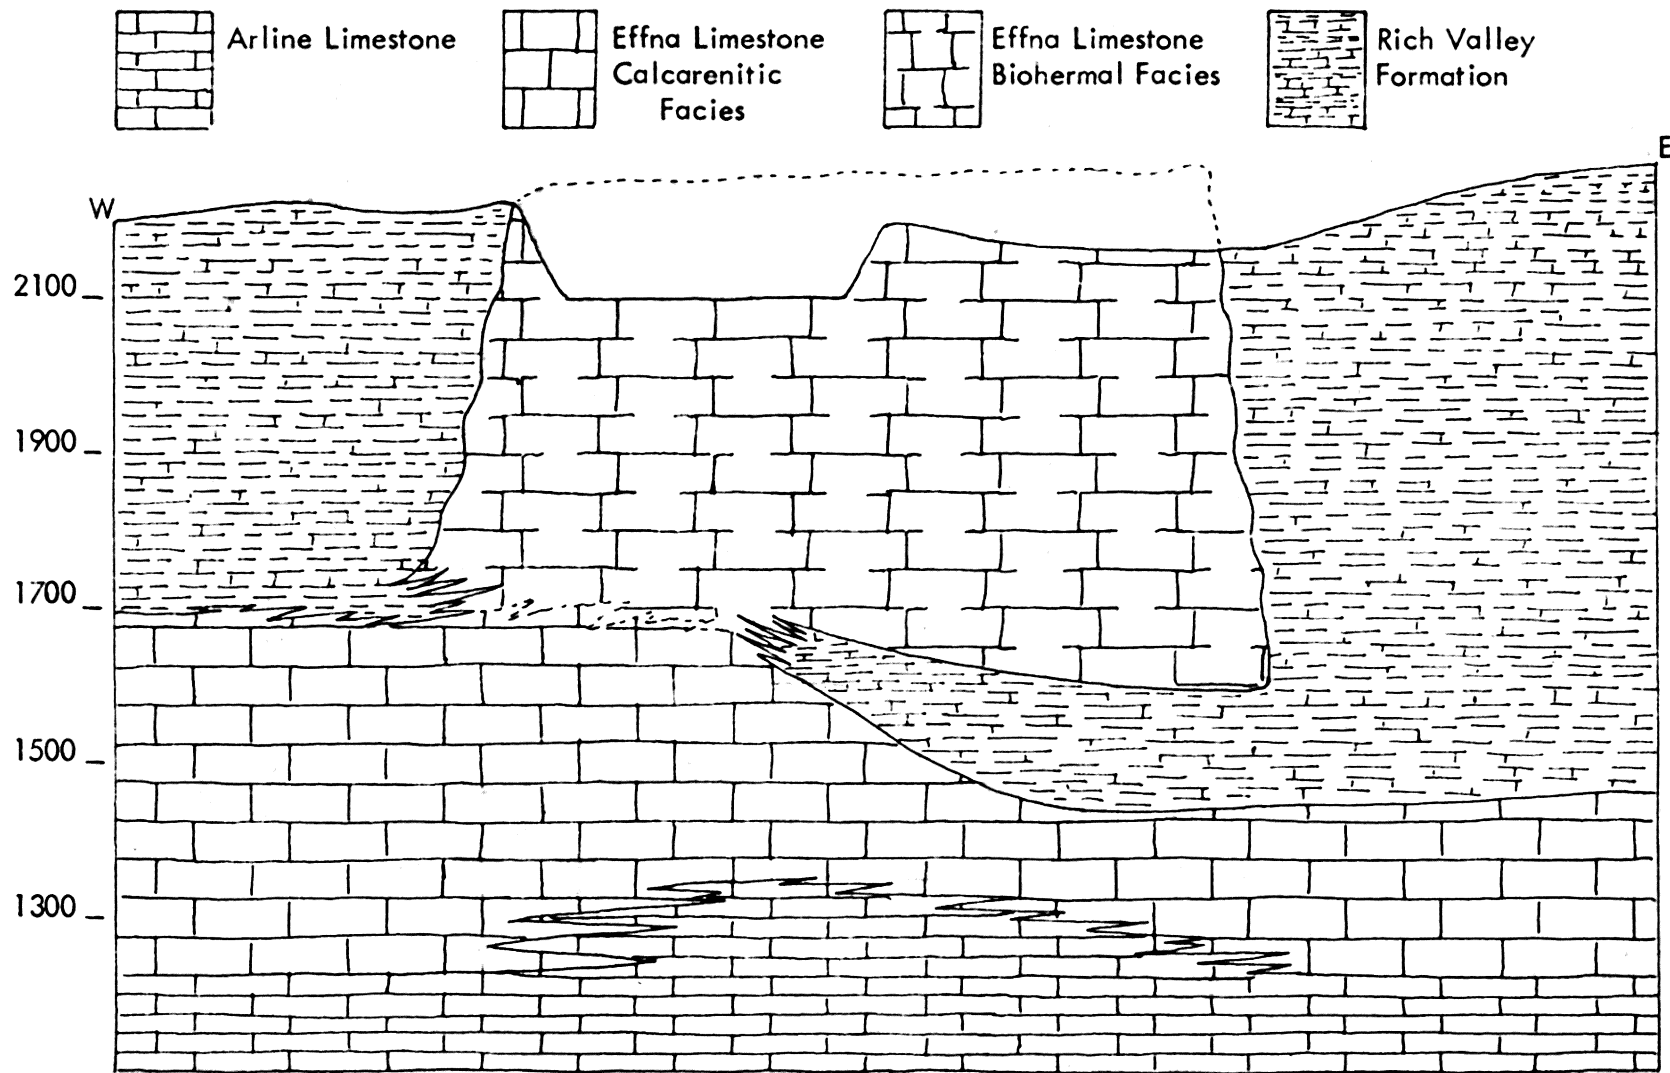 Arline Limestone
Effna Limestone
Calcarenitic
Facies
Effna Limestone
Biohermal Facies
Rich Valley
Formation
W
E
2100
1900
1700
1500
1300